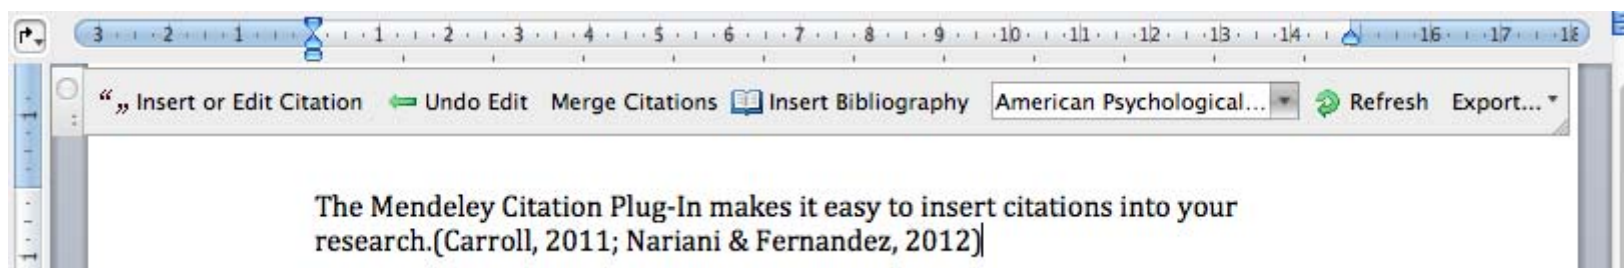 3 2 1 1 2 3 4 5 6 7 8 9 10 11 12 13 14 16 17 18
“ „ Insert or Edit Citation Undo Edit Merge Citations Insert Bibliography American Psychological... Refresh Export...
1
The Mendeley Citation Plug-In makes it easy to insert citations into your
research.(Carroll, 2011; Nariani & Fernandez, 2012)
1